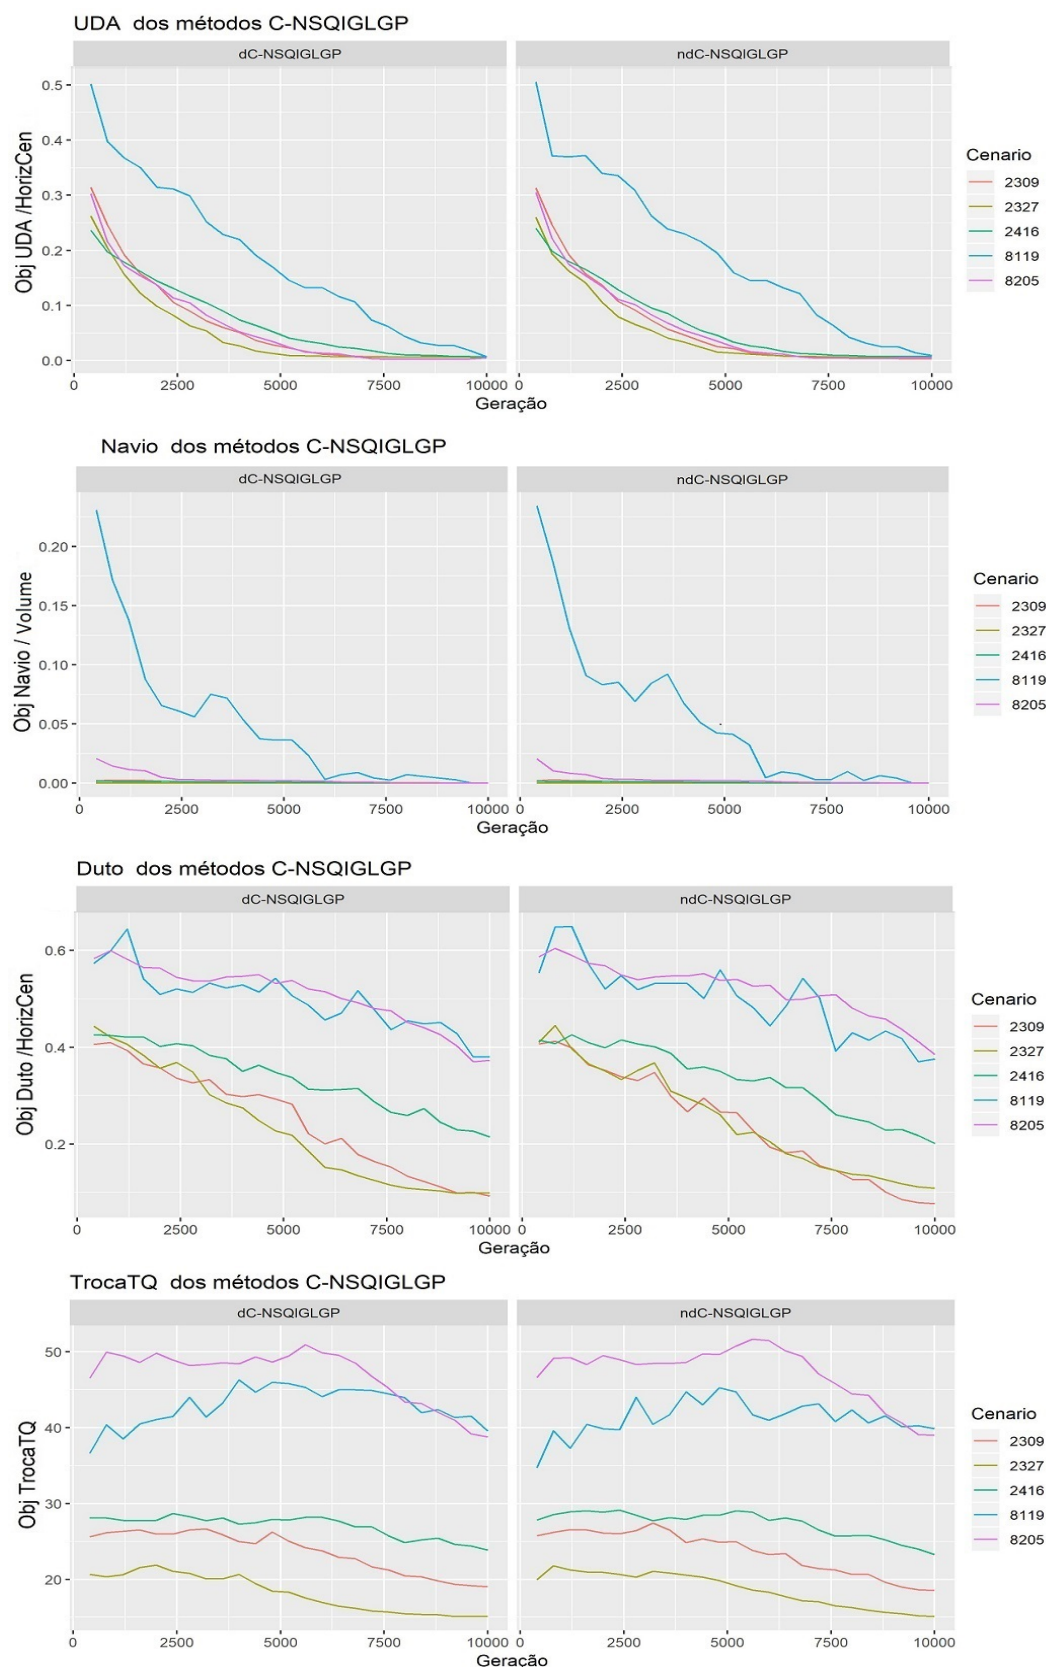 UDA dos métodos C-NSQIGLGP
dC-NSQIGLGP
ndC-NSQIGLGP
Obj UDA /HorizCen
0.5
0.4
0.3
0.2
0.1
0.0
0 2500 5000 7500 10000
0 2500 5000 7500 10000
Geração
Cenario
2309
2327
2416
8119
8205
Navio dos métodos C-NSQIGLGP
dC-NSQIGLGP
ndC-NSQIGLGP
Obj Navio / Volume
0.20
0.15
0.10
0.05
0.00
0 2500 5000 7500 10000
0 2500 5000 7500 10000
Geração
Cenario
2309
2327
2416
8119
8205
Duto dos métodos C-NSQIGLGP
dC-NSQIGLGP
ndC-NSQIGLGP
Obj Duto /HorizCen
0.6
0.4
0.2
0 2500 5000 7500 10000
0 2500 5000 7500 10000
Geração
Cenario
2309
2327
2416
8119
8205
TrocaTQ dos métodos C-NSQIGLGP
dC-NSQIGLGP
ndC-NSQIGLGP
Obj TrocaTQ
50
40
30
20
0 2500 5000 7500 10000
0 2500 5000 7500 10000
Geração
Cenario
2309
2327
2416
8119
8205